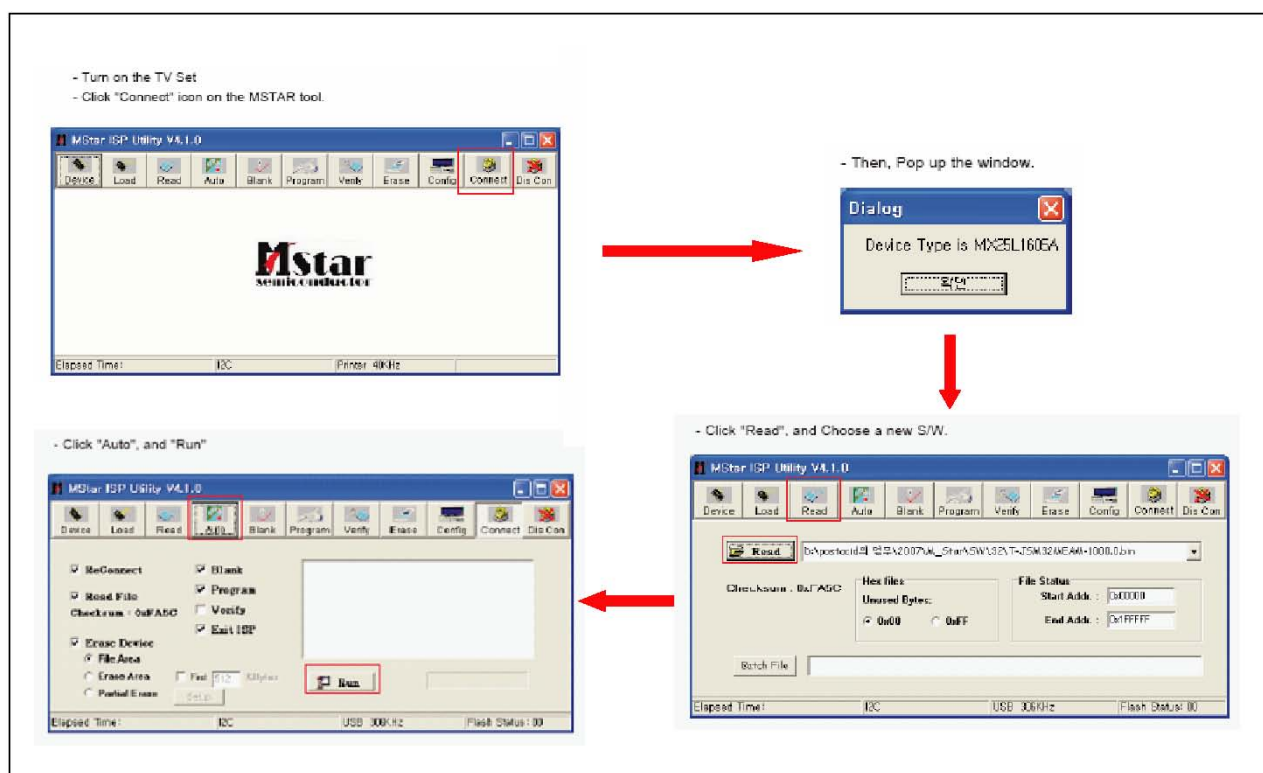 - Turn on the TV Set
- Click "Connect" icon on the MSTAR tool.
MStar ISP Utility V4.1.0
Device Load Read Auto Blank Program Verify Erase Config Connect Dis Con
MStar
semiconductor
Elapsed Time: I2C Printer 40KHz
- Then, Pop up the window.
Dialog
Device Type is MX25L1605A
확인
- Click "Read", and Choose a new S/W.
MStar ISP Utility V4.1.0
Device Load Read Auto Blank Program Verify Erase Config Connect Dis Con
Read
Checksum : 0xFA5C
Hex files
Unused Bytes:
0x00 0xFF
File Status
Start Addr. : 0x00000
End Addr. : 0x1FFFFF
Batch File
Elapsed Time: I2C USB 306KHz Flash Status: 00
- Click "Auto", and "Run"
MStar ISP Utility V4.1.0
Device Load Read Auto Blank Program Verify Erase Config Connect Dis Con
ReConnect Blank
Read File Program
Checksum : 0xFA5C Verify
Exit ISP
Erase Device
File Area
Erase Area Fast 512 KBytes
Partial Erase Setup
Run
Elapsed Time: I2C USB 306KHz Flash Status: 00